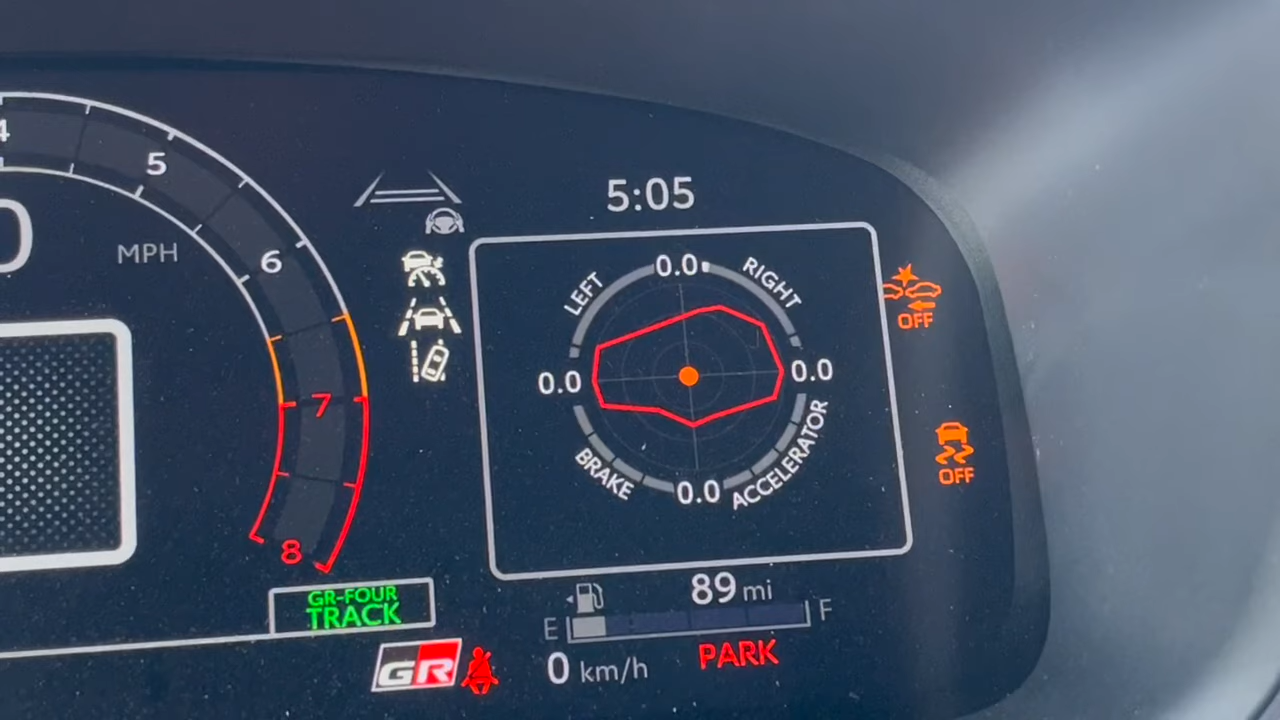 4
5
6
7
8
0
MPH
5:05
LEFT
0.0
RIGHT
0.0
0.0
BRAKE
0.0
ACCELERATOR
OFF
OFF
GR-FOUR
TRACK
89 mi
E
F
GR
0 km/h
PARK